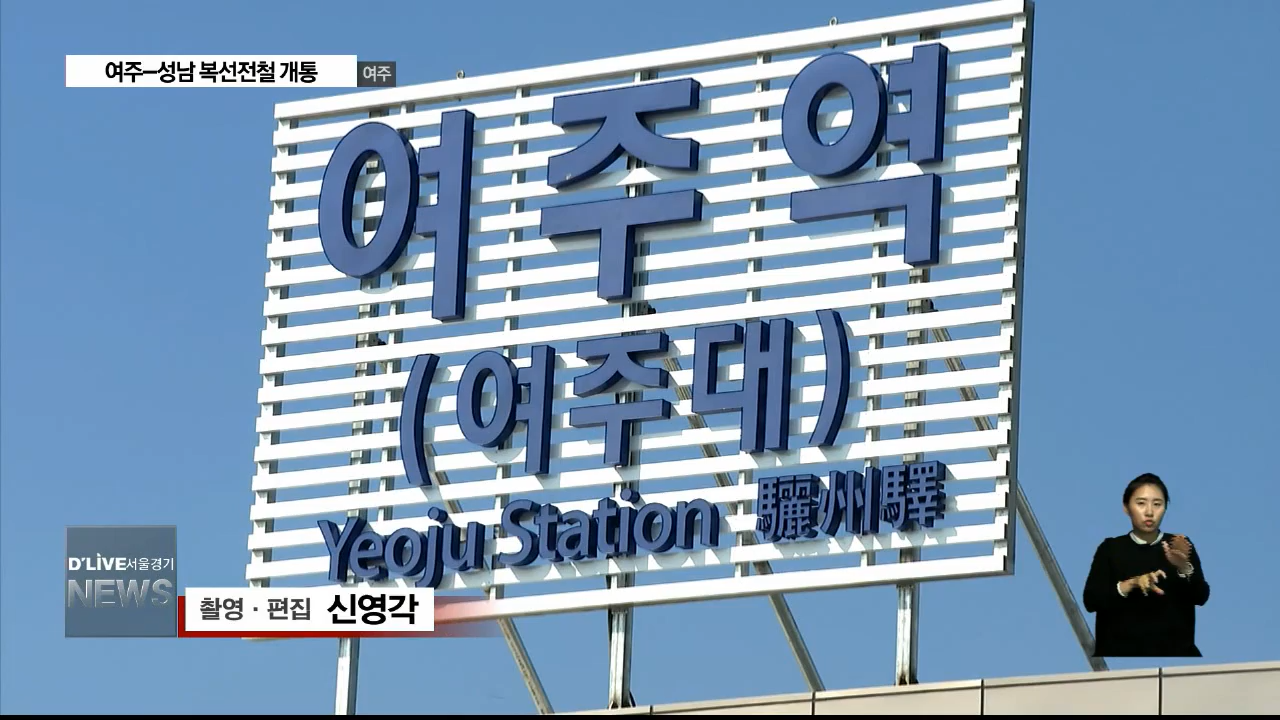 여주-성남 복선전철 개통 여주
여주역
(여주대)
Yeoju Station 驪州驛
D'LIVE서울경기
NEWS
촬영 · 편집 신영각